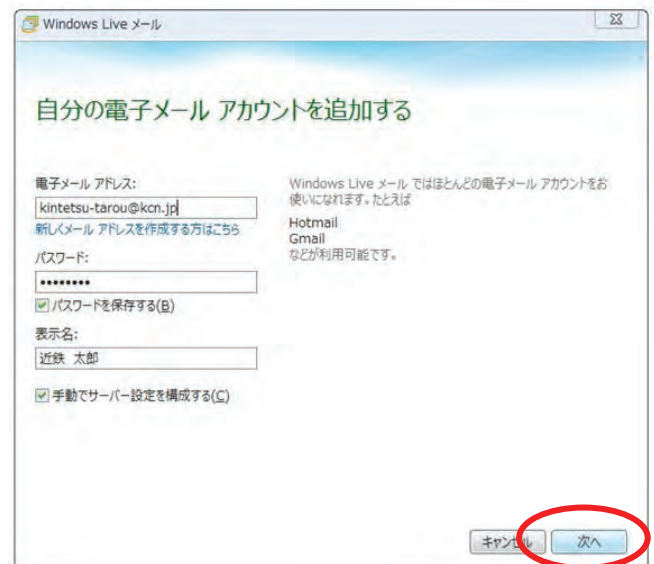 Windows Live メール
自分の電子メール アカウントを追加する
電子メール アドレス:
kintetsu-tarou@kcn.jp
新しくメール アドレスを作成する方はこちら
パスワード:
••••••••
パスワードを保存する(B)
表示名:
近鉄 太郎
手動でサーバー設定を構成する(C)
Windows Live メール ではほとんどの電子メール アカウントをお
使いになれます。たとえば
Hotmail
Gmail
などが利用可能です。
キャンセル
次へ